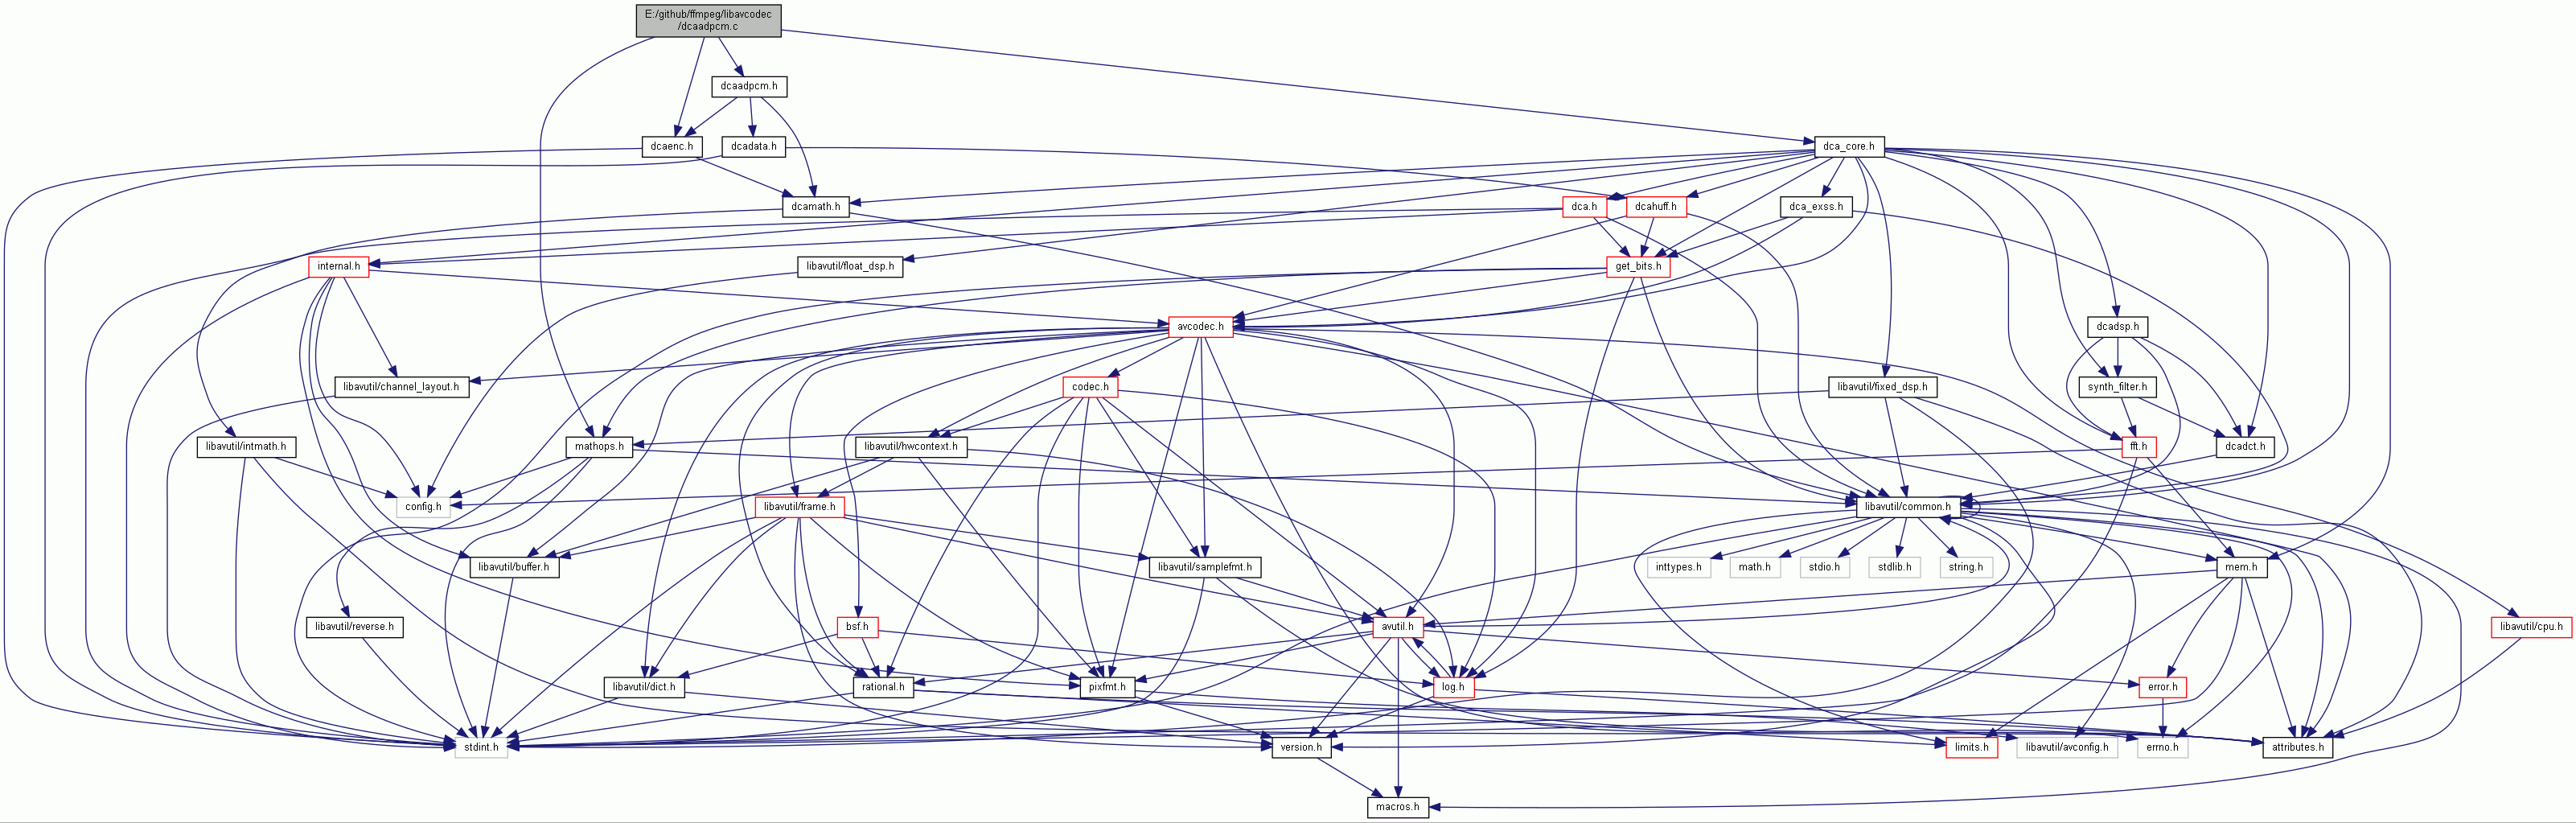 E:/github/ffmpeg/libavcodec
/dcaadpcm.c
dcaadpcm.h
dcaenc.h
dcadata.h
dca_core.h
dcamath.h
dca.h
dcahuff.h
dca_exss.h
internal.h
libavutil/float_dsp.h
get_bits.h
avcodec.h
dcadsp.h
libavutil/channel_layout.h
codec.h
libavutil/fixed_dsp.h
synth_filter.h
libavutil/intmath.h
mathops.h
libavutil/hwcontext.h
fft.h
dcadct.h
config.h
libavutil/frame.h
libavutil/common.h
libavutil/buffer.h
libavutil/samplefmt.h
inttypes.h
math.h
stdio.h
stdlib.h
string.h
mem.h
libavutil/reverse.h
bsf.h
avutil.h
libavutil/cpu.h
libavutil/dict.h
rational.h
pixfmt.h
log.h
error.h
stdint.h
version.h
limits.h
libavutil/avconfig.h
errno.h
attributes.h
macros.h